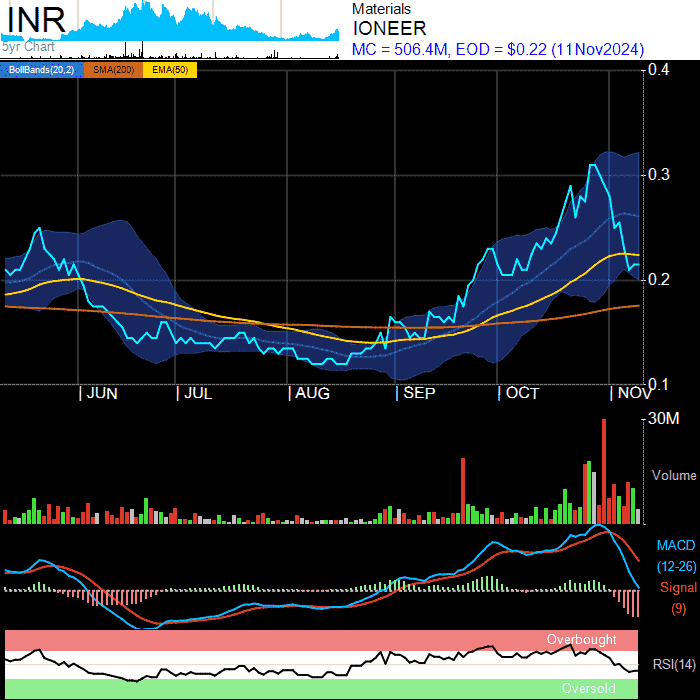 INR
5yr Chart
Materials
IONEER
MC = 506.4M, EOD = $0.22 (11Nov2024)
BollBands(20,2) SMA(200) EMA(50)
0.4
0.3
0.2
0.1
JUN JUL AUG SEP OCT NOV
30M
Volume
MACD
(12-26)
Signal
(9)
Overbought
RSI(14)
Oversold